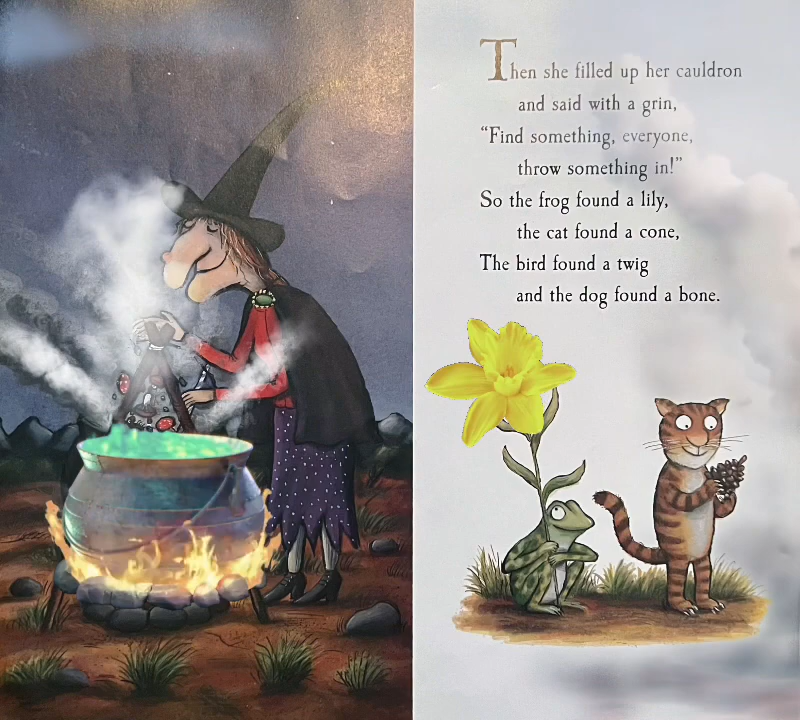 Then she filled up her cauldron
and said with a grin,
“Find something, everyone,
throw something in!”
So the frog found a lily,
the cat found a cone,
The bird found a twig
and the dog found a bone.